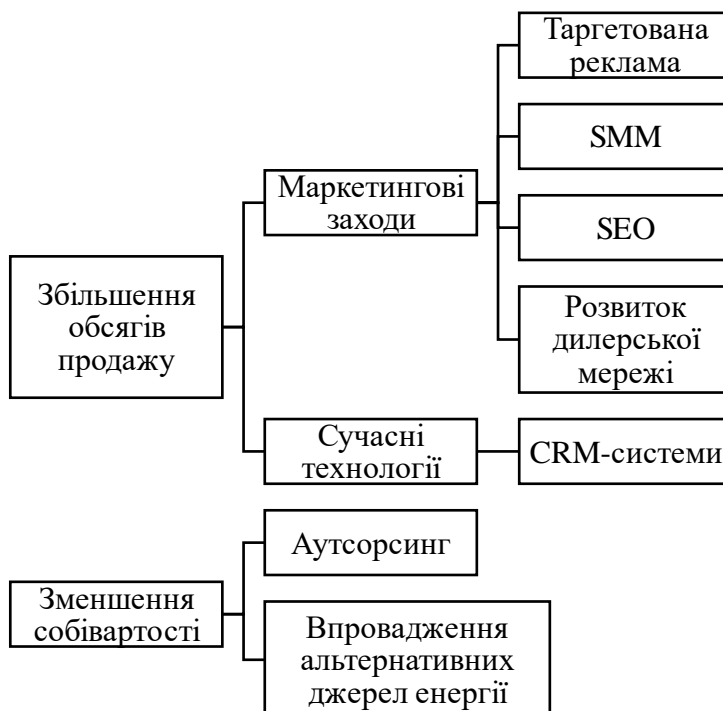 Збільшення
обсягів
продажу
Маркетингові
заходи
Таргетована
реклама
SMM
SEO
Розвиток
дилерської
мережі
Сучасні
технології
CRM-системи
Зменшення
собівартості
Аутсорсинг
Впровадження
альтернативних
джерел енергії